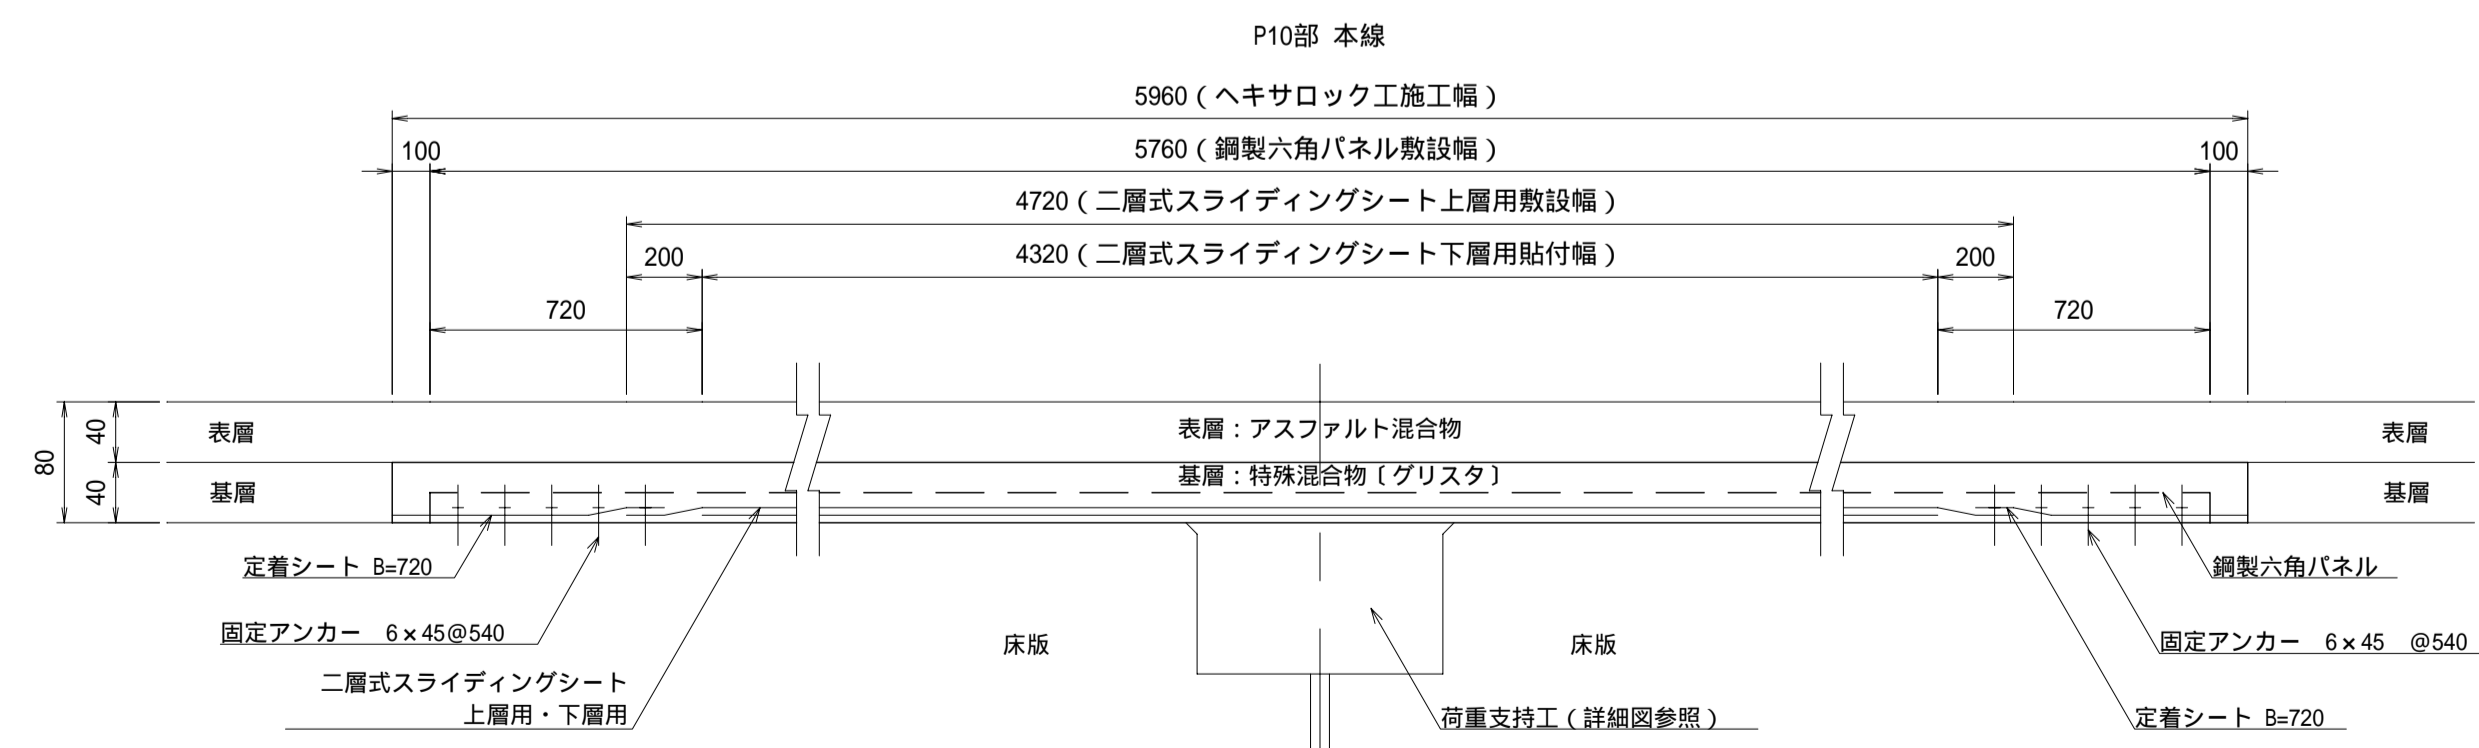 P10部 本線
5960（ヘキサロック工施工幅）
100
5760（鋼製六角パネル敷設幅）
100
4720（二層式スライディングシート上層用敷設幅）
200
4320（二層式スライディングシート下層用貼付幅）
200
720
720
80
40
表層
表層：アスファルト混合物
表層
40
基層
基層：特殊混合物〔グリスタ〕
基層
定着シート B=720
鋼製六角パネル
固定アンカー 6×45@540
床版
床版
固定アンカー 6×45 @540
二層式スライディングシート
上層用・下層用
荷重支持工（詳細図参照）
定着シート B=720